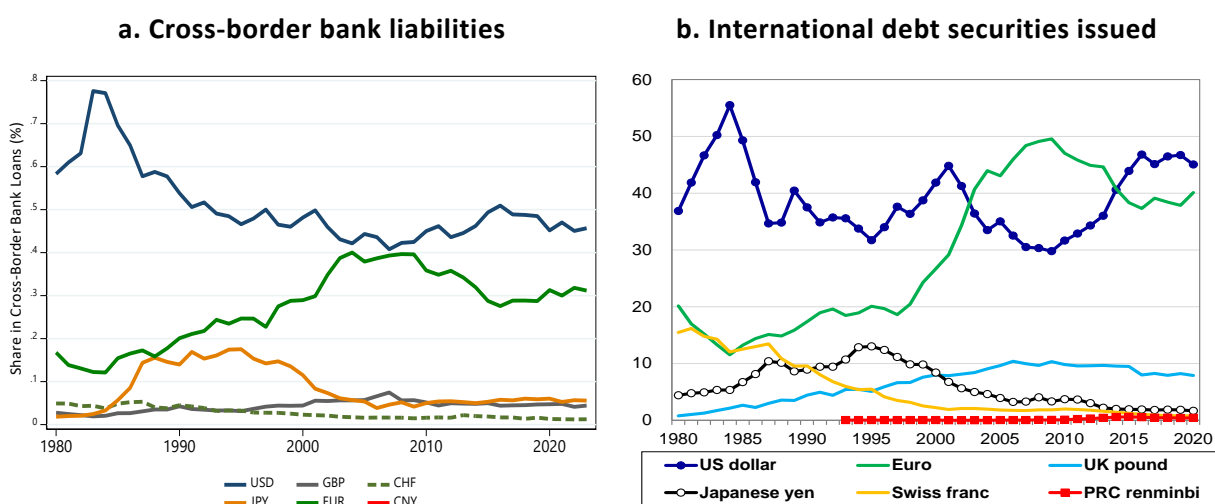 a. Cross-border bank liabilities
Share in Cross-Border Bank Loans (%)
.8
.7
.6
.5
.4
.3
.2
.1
0
1980 1990 2000 2010 2020
USD GBP CHF
JPY EUR CNY
b. International debt securities issued
60
50
40
30
20
10
0
1980 1985 1990 1995 2000 2005 2010 2015 2020
US dollar Euro UK pound
Japanese yen Swiss franc PRC renminbi